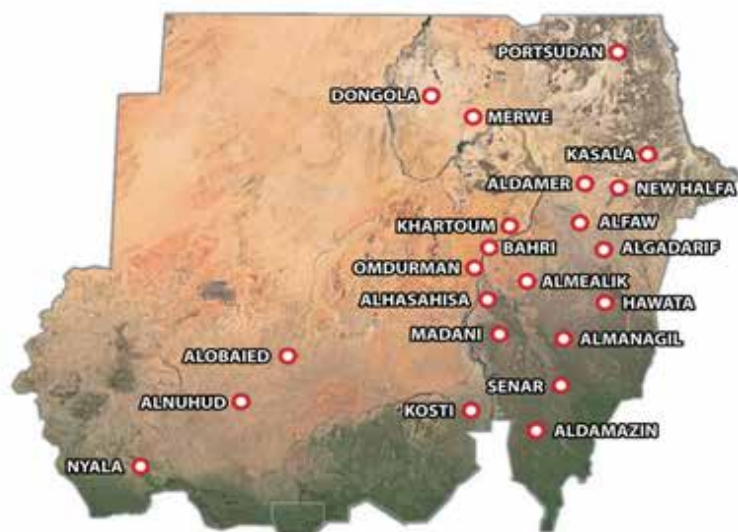 PORTSUDAN
DONGOLA
MERWE
KASALA
ALDAMER
NEW HALFA
KHARTOUM
ALFAW
BAHRI
ALGADARIF
OMDURMAN
ALMEALIK
ALHASAHISA
HAWATA
MADANI
ALMANAGIL
ALOBAIED
SENAR
ALNUHUD
KOSTI
ALDAMAZIN
NYALA